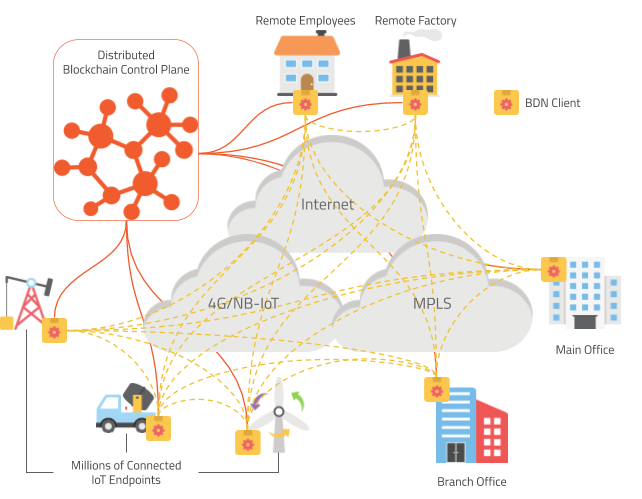 Remote Employees
Remote Factory
Distributed
Blockchain Control Plane
BDN Client
Internet
4G/NB-IoT
MPLS
Main Office
Millions of Connected
IoT Endpoints
Branch Office